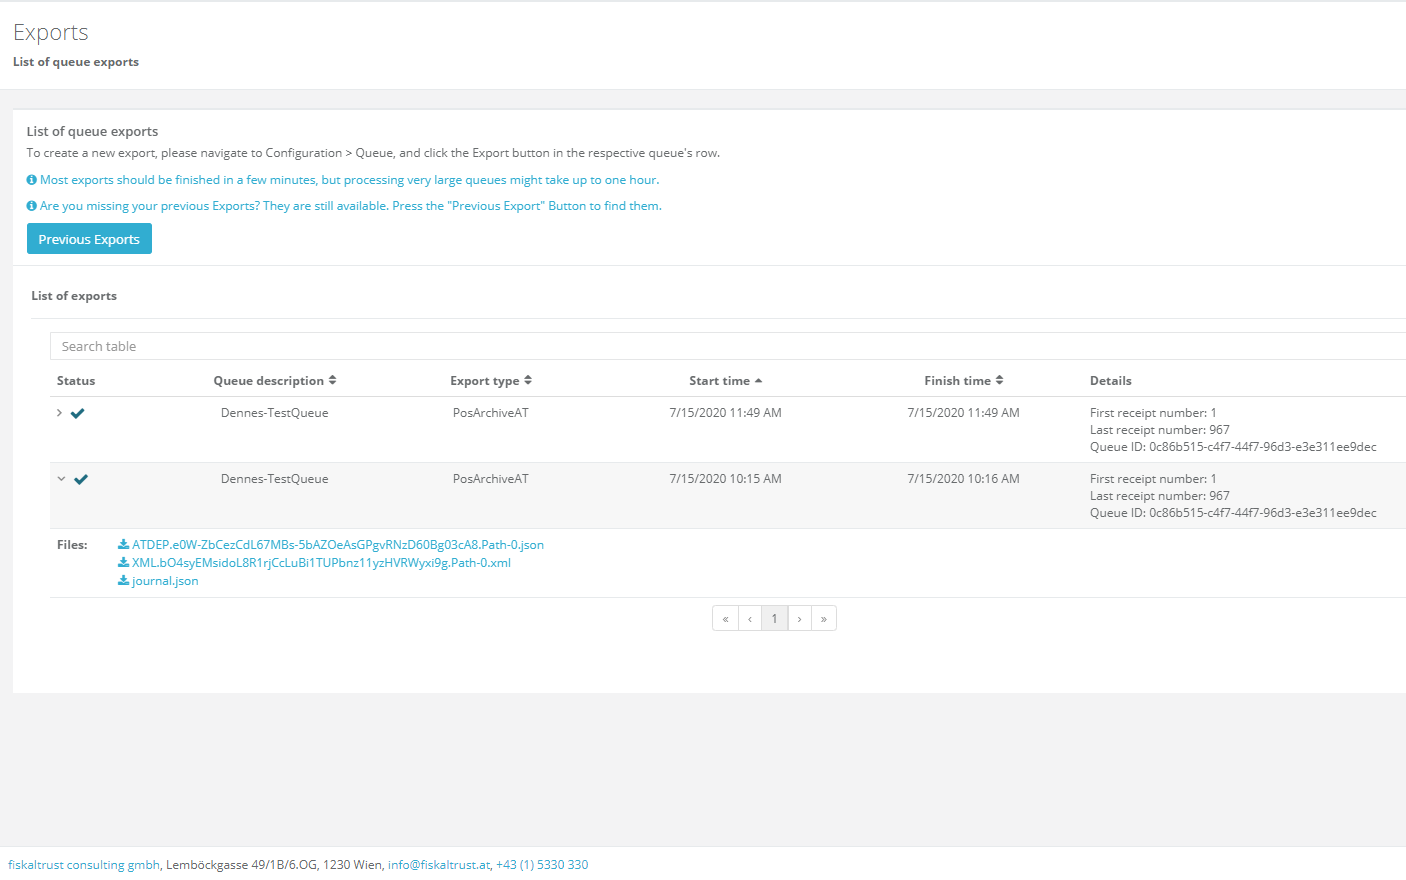 Exports
List of queue exports
List of queue exports
To create a new export, please navigate to Configuration > Queue, and click the Export button in the respective queue's row.
Most exports should be finished in a few minutes, but processing very large queues might take up to one hour.
Are you missing your previous Exports? They are still available. Press the "Previous Export" Button to find them.
Previous Exports
List of exports
Search table
Status Queue description Export type Start time Finish time Details
Dennes-TestQueue PosArchiveAT 7/15/2020 11:49 AM 7/15/2020 11:49 AM First receipt number: 1
Last receipt number: 967
Queue ID: 0c86b515-c4f7-44f7-96d3-e3e311ee9dec
Dennes-TestQueue PosArchiveAT 7/15/2020 10:15 AM 7/15/2020 10:16 AM First receipt number: 1
Last receipt number: 967
Queue ID: 0c86b515-c4f7-44f7-96d3-e3e311ee9dec
Files: ATDEP.e0W-ZbCezCdL67MBs-5bAZOeAsGPgvRNzD60Bg03cA8.Path-0.json
XML.bO4syEMsidoL8R1rjCcLuBi1TUPbnz11yzHVRWyxi9g.Path-0.xml
journal.json
« ‹ 1 › »
fiskaltrust consulting gmbh, Lemböckgasse 49/1B/6.OG, 1230 Wien, info@fiskaltrust.at, +43 (1) 5330 330